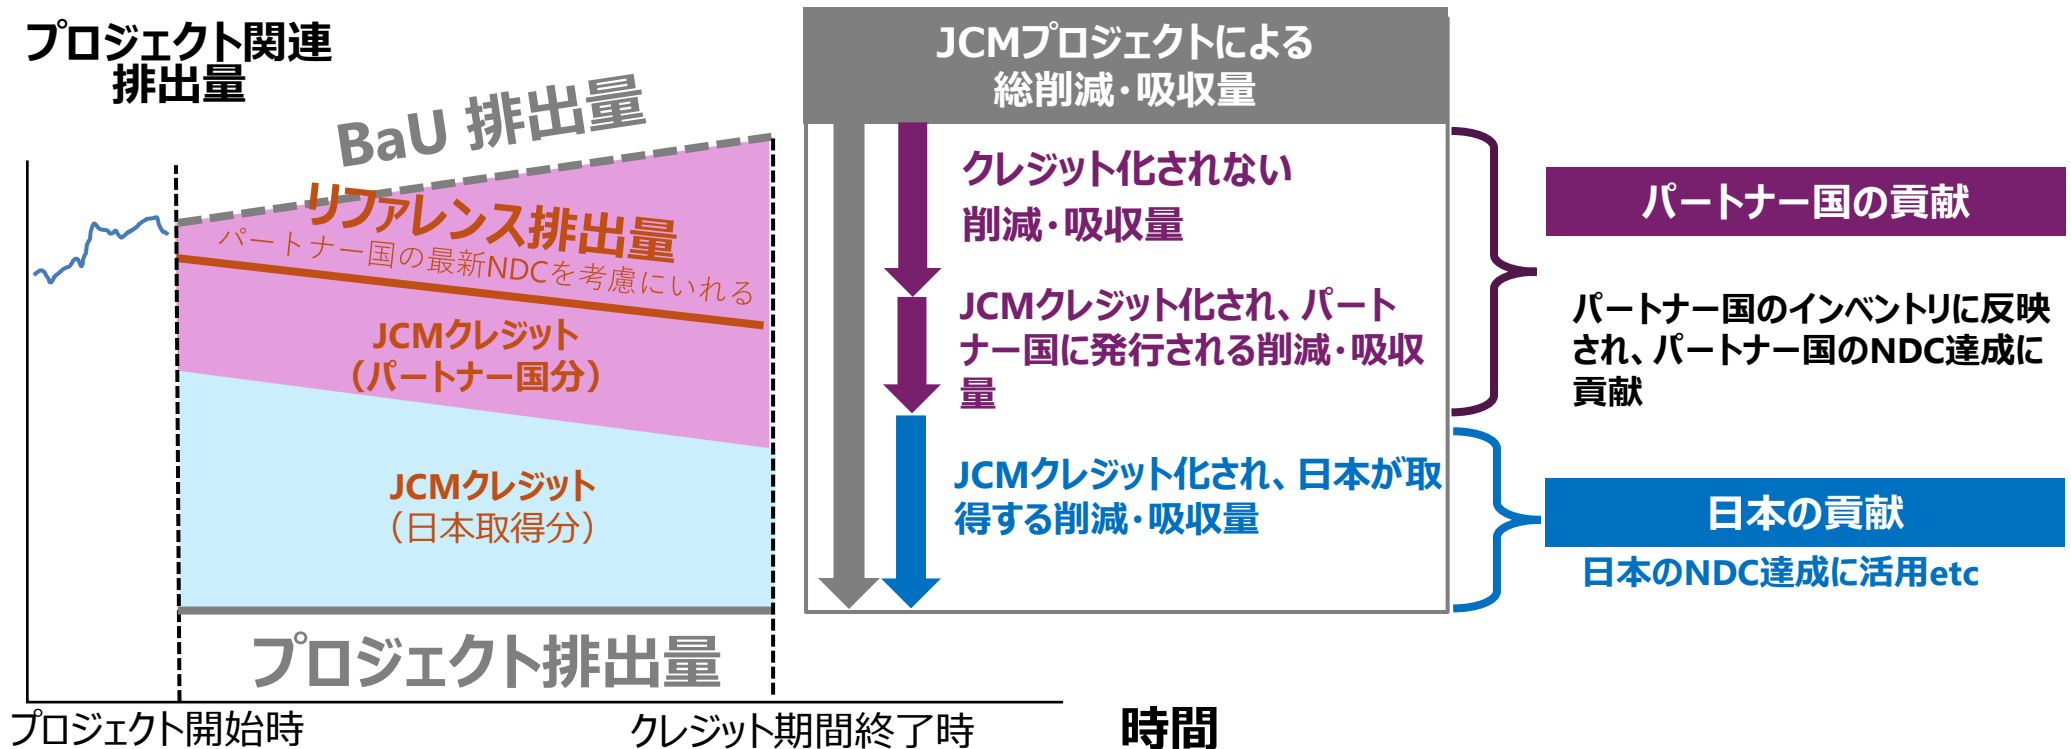 プロジェクト関連
排出量
BaU 排出量
リファレンス排出量
パートナー国の最新NDCを考慮にいれる
JCMクレジット
（パートナー国分）
JCMクレジット
（日本取得分）
プロジェクト排出量
プロジェクト開始時
クレジット期間終了時
時間
JCMプロジェクトによる
総削減・吸収量
クレジット化されない
削減・吸収量
JCMクレジット化され、パート
ナー国に発行される削減・吸収
量
JCMクレジット化され、日本が取
得する削減・吸収量
パートナー国の貢献
パートナー国のインベントリに反映
され、パートナー国のNDC達成に
貢献
日本の貢献
日本のNDC達成に活用etc